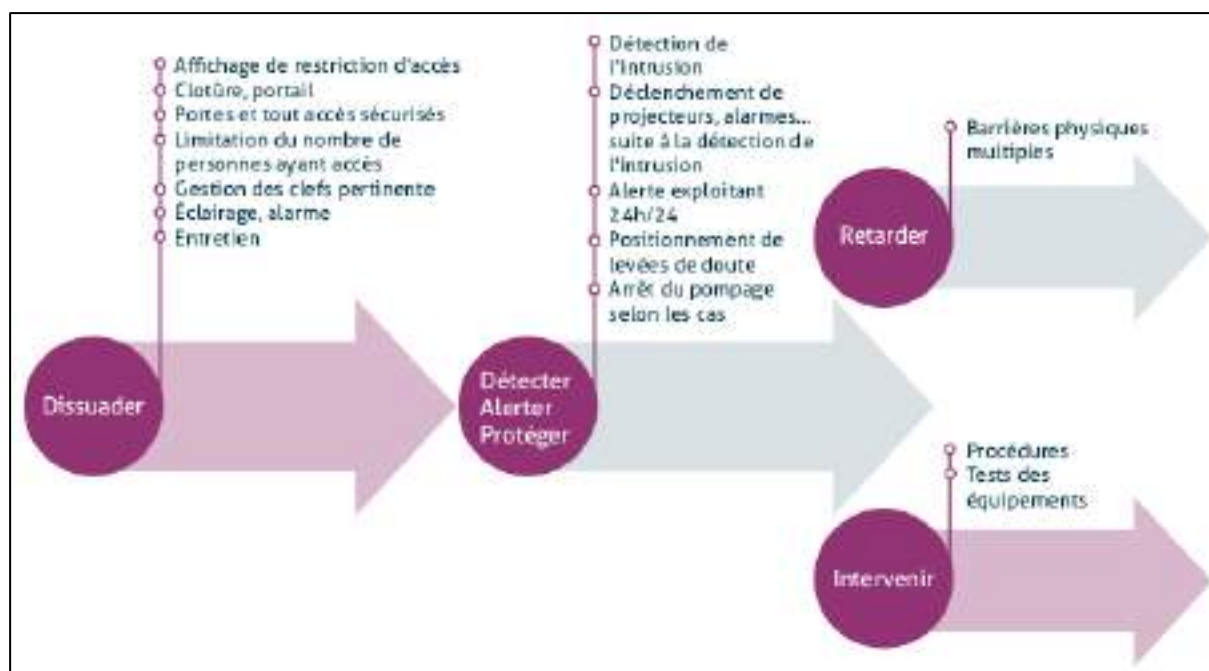 Affichage de restriction d'accès
Clotûre, portail
Portes et tout accès sécurisés
Limitation du nombre de
personnes ayant accès
Gestion des clefs pertinente
Éclairage, alarme
Entretien
Dissuader
Détection de
l'intrusion
Déclenchement de
projecteurs, alarmes...
suite à la détection de
l'intrusion
Alerte exploitant
24h/24
Positionnement de
levées de doute
Arrêt du pompage
selon les cas
Détecter
Alerter
Protéger
Barrières physiques
multiples
Retarder
Procédures
Tests des
équipements
Intervenir